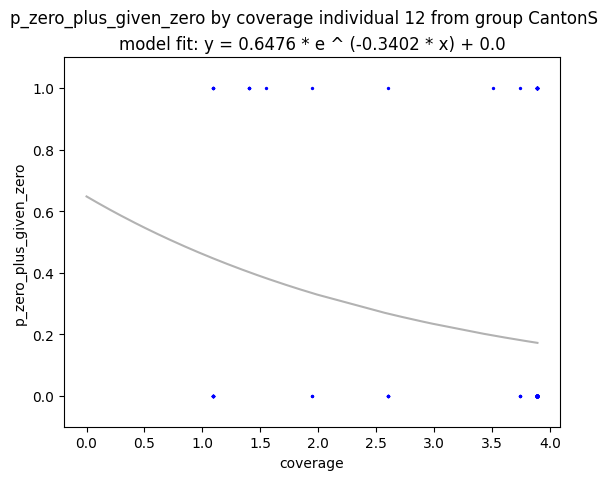 p_zero_plus_given_zero by coverage individual 12 from group CantonS
model fit: y = 0.6476 * e ^ (-0.3402 * x) + 0.0
1.0
0.8
0.6
0.4
0.2
0.0
p_zero_plus_given_zero
0.0 0.5 1.0 1.5 2.0 2.5 3.0 3.5 4.0
coverage